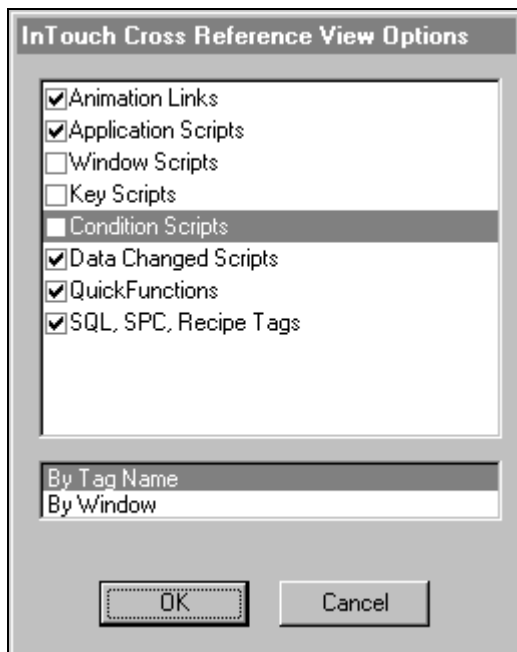 InTouch Cross Reference View Options
Animation Links
Application Scripts
Window Scripts
Key Scripts
Condition Scripts
Data Changed Scripts
QuickFunctions
SQL, SPC, Recipe Tags
By Tag Name
By Window
OK Cancel